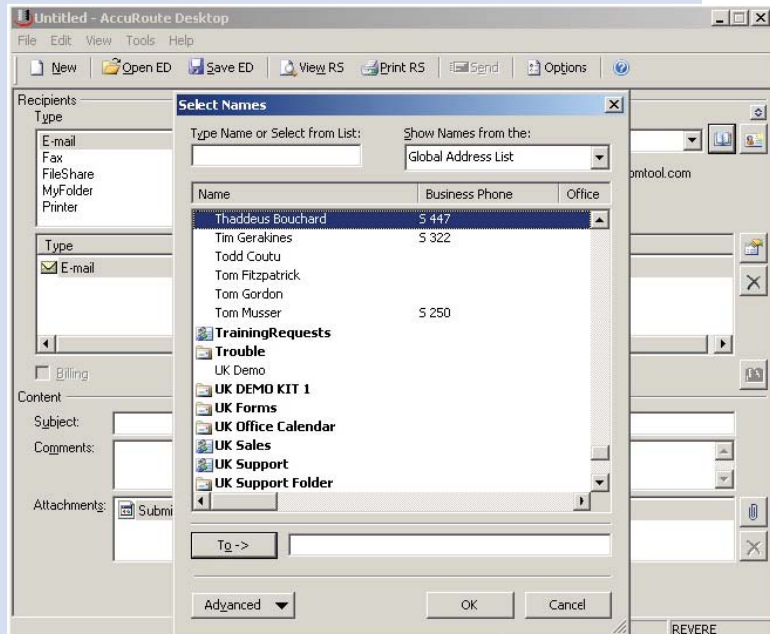 Untitled - AccuRoute Desktop
File Edit View Tools Help
New Open ED Save ED View RS Print RS Send Options
Recipients
Type
E-mail
Fax
FileShare
MyFolder
Printer
Type
E-mail
Billing
Content
Subject:
Comments:
Attachments:
Select Names
Type Name or Select from List:
Show Names from the:
Global Address List
Name Business Phone Office
Thaddeus Bouchard S 447
Tim Gerakines S 322
Todd Coutu
Tom Fitzpatrick
Tom Gordon
Tom Musser S 250
TrainingRequests
Trouble
UK Demo
UK DEMO KIT 1
UK Forms
UK Office Calendar
UK Sales
UK Support
UK Support Folder
To ->
Advanced OK Cancel
REVERE